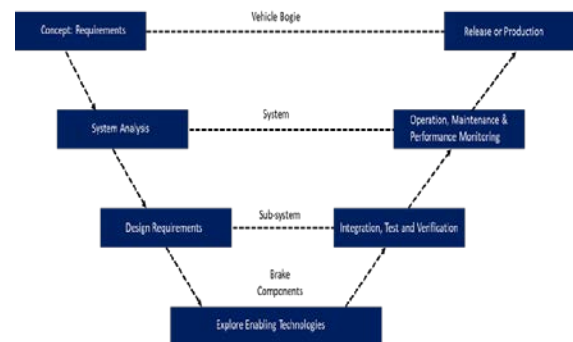 Vehicle Bogie
Concept: Requirements
Release or Production
System
System Analysis
Operation, Maintenance &
Performance Monitoring
Sub-system
Design Requirements
Integration, Test and Verification
Brake
Components
Explore Enabling Technologies